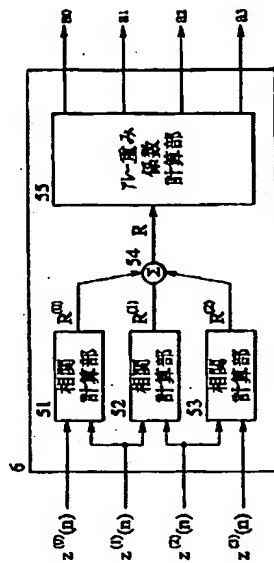 6
z⁽⁰⁾(n)
z⁽¹⁾(n)
z⁽²⁾(n)
z⁽³⁾(n)
51
相関
計算部
52
相関
計算部
53
相関
計算部
R⁽⁰⁾
R⁽¹⁾
R⁽²⁾
54
Σ
R
55
アレー重み
係数
計算部
a0
a1
a2
a3